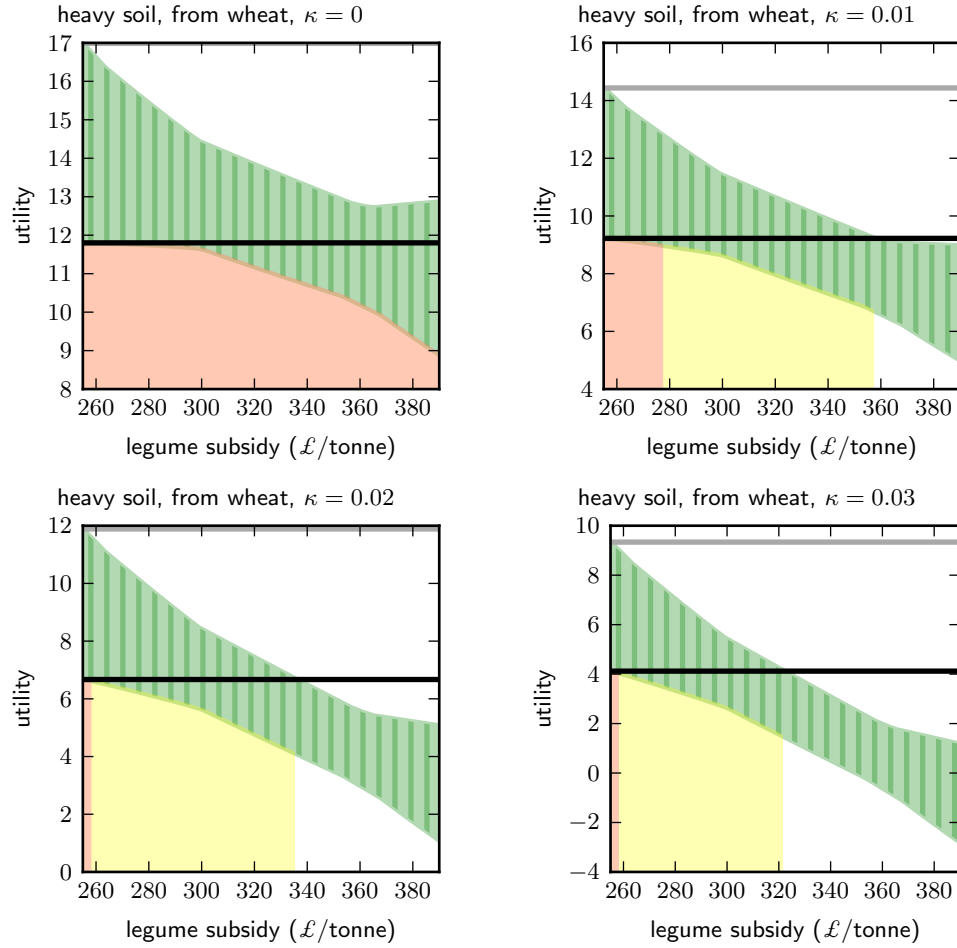 heavy soil, from wheat, κ = 0
17
16
15
14
13
12
11
10
9
8
utility
260 280 300 320 340 360 380
legume subsidy (£/tonne)
heavy soil, from wheat, κ = 0.01
16
14
12
10
8
6
4
utility
260 280 300 320 340 360 380
legume subsidy (£/tonne)
heavy soil, from wheat, κ = 0.02
12
10
8
6
4
2
0
utility
260 280 300 320 340 360 380
legume subsidy (£/tonne)
heavy soil, from wheat, κ = 0.03
10
8
6
4
2
0
−2
−4
utility
260 280 300 320 340 360 380
legume subsidy (£/tonne)